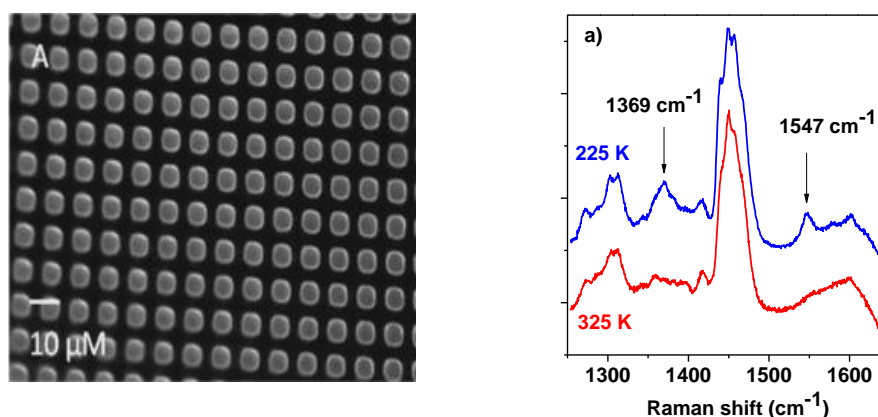 A
10 µM
a)
1369 cm-1
1547 cm-1
225 K
325 K
1300 1400 1500 1600
Raman shift (cm-1)